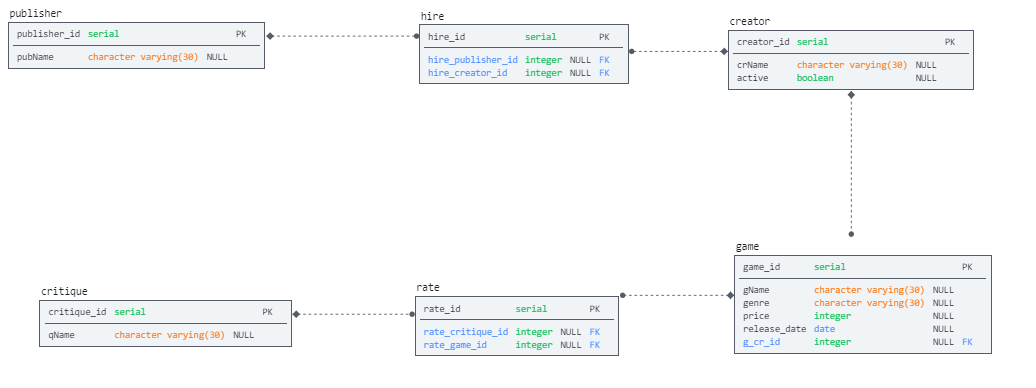 publisher
publisher_id serial PK
pubName character varying(30) NULL
hire
hire_id serial PK
hire_publisher_id integer NULL FK
hire_creator_id integer NULL FK
creator
creator_id serial PK
crName character varying(30) NULL
active boolean NULL
critique
critique_id serial PK
qName character varying(30) NULL
rate
rate_id serial PK
rate_critique_id integer NULL FK
rate_game_id integer NULL FK
game
game_id serial PK
gName character varying(30) NULL
genre character varying(30) NULL
price integer NULL
release_date date NULL
g_cr_id integer NULL FK